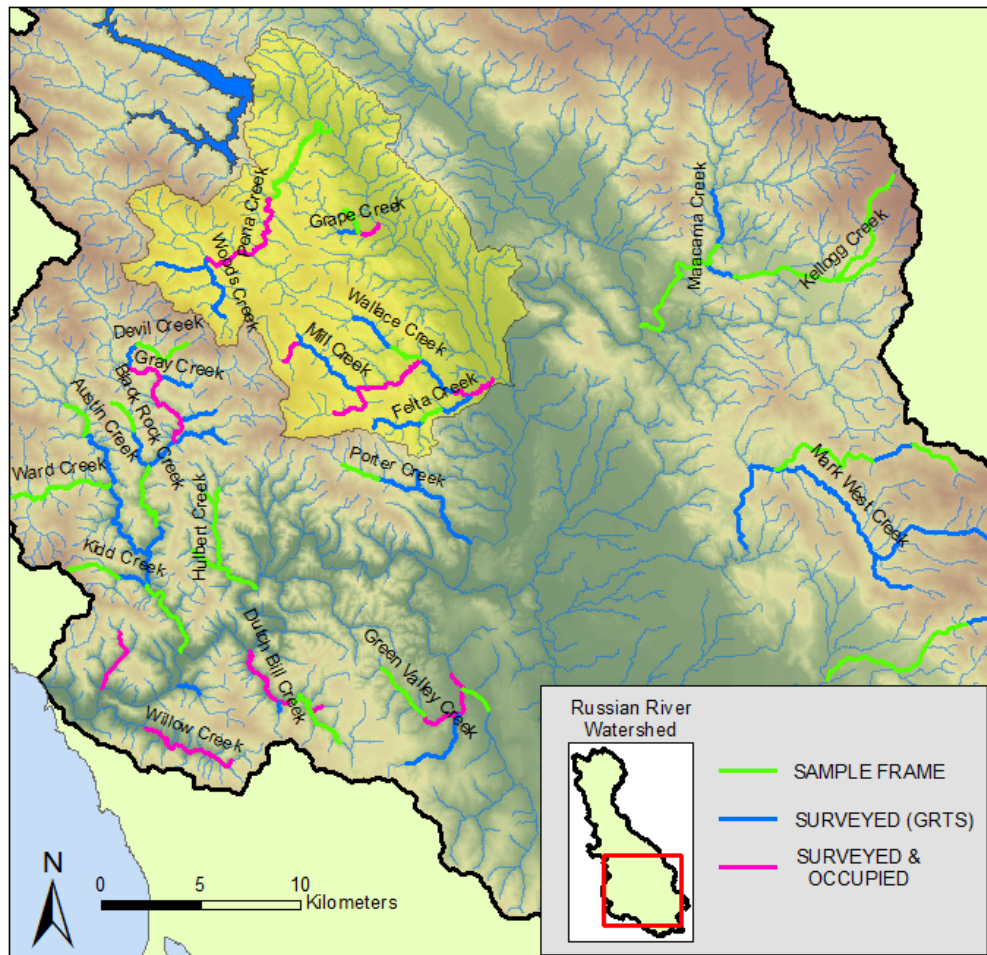 Pena Creek
Grape Creek
Woods Creek
Maacama Creek
Kellogg Creek
Wallace Creek
Mill Creek
Devil Creek
Gray Creek
Black Rock Creek
Austin Creek
Felta Creek
Ward Creek
Porter Creek
Mark West Creek
Hulbert Creek
Kidd Creek
Dutch Bill Creek
Green Valley Creek
Willow Creek
Russian River
Watershed
SAMPLE FRAME
SURVEYED (GRTS)
SURVEYED &
OCCUPIED
N
0 5 10
Kilometers